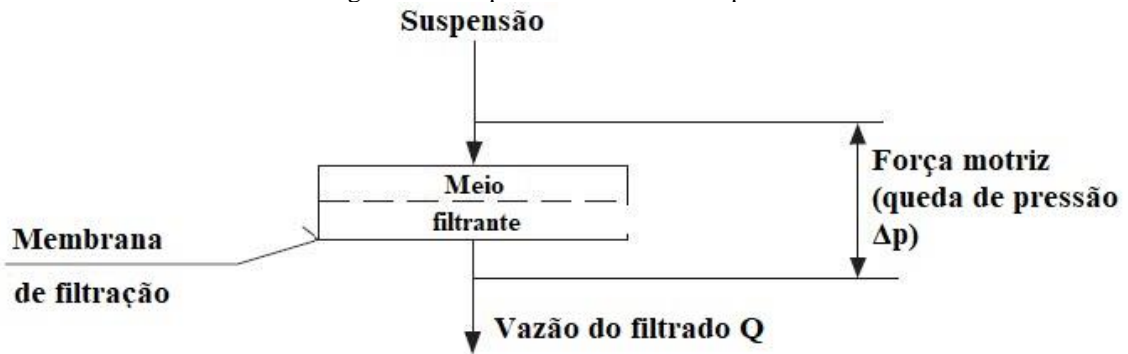 Suspensão
Meio
filtrante
Força motriz
(queda de pressão
Δp)
Membrana
de filtração
Vazão do filtrado Q